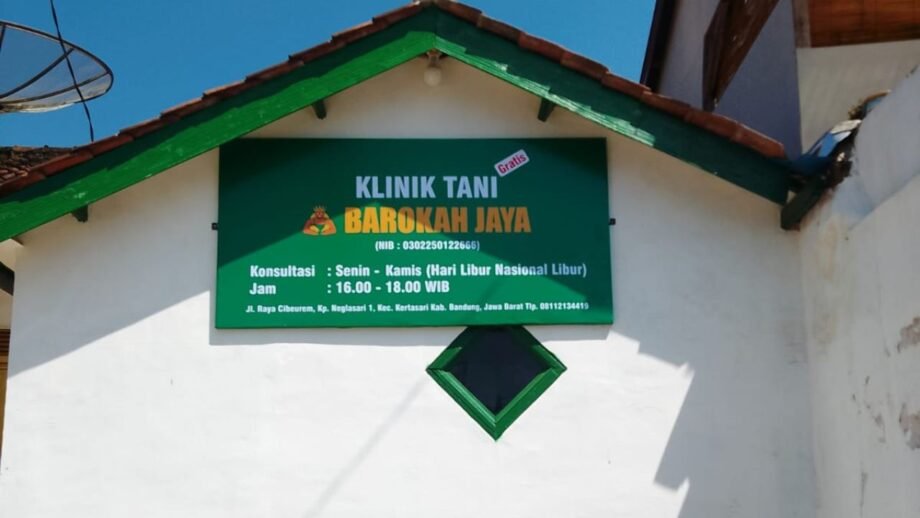 Gratis
KLINIK TANI
BAROKAH JAYA
(NIB : 0302250122666)
Konsultasi : Senin - Kamis (Hari Libur Nasional Libur)
Jam : 16.00 - 18.00 WIB
Jl. Raya Cibeurem, Kp. Neglasari 1, Kec. Kertasari Kab. Bandung, Jawa Barat Tlp. 08112134419